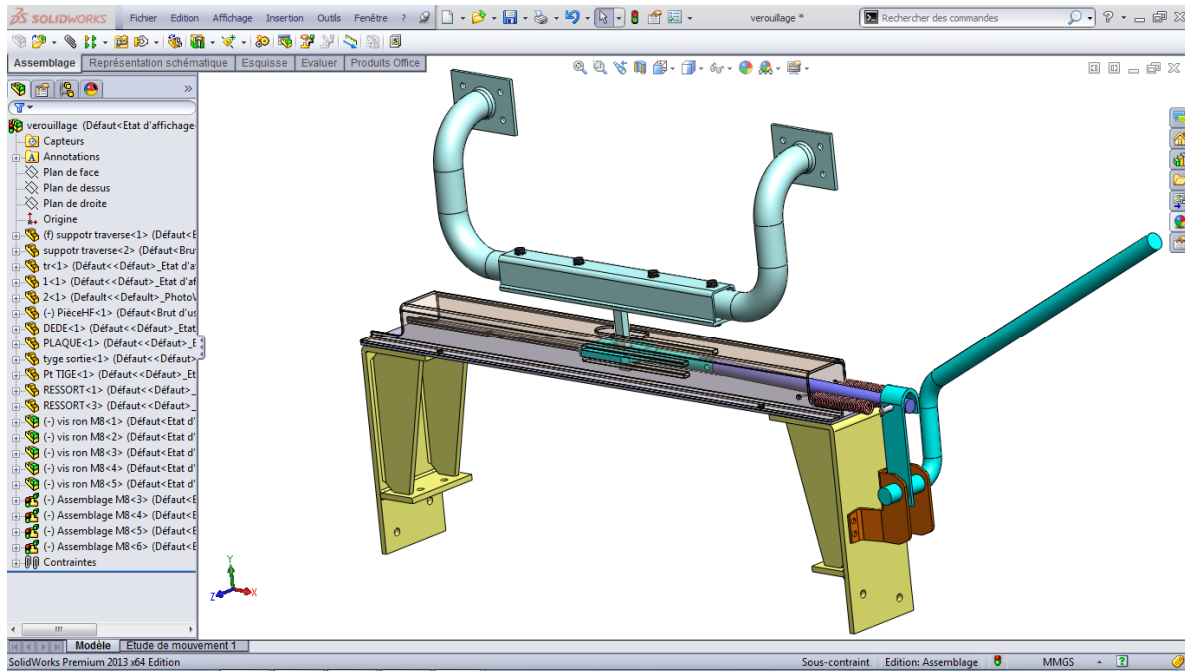 SOLIDWORKS Fichier Edition Affichage Insertion Outils Fenêtre ? verouillage * Rechercher des commandes
Assemblage Représentation schématique Esquisse Evaluer Produits Office
verouillage (Défaut<Etat d'affichage
Capteurs
Annotations
Plan de face
Plan de dessus
Plan de droite
Origine
(f) suppotr traverse<1> (Défaut<E
suppotr traverse<2> (Défaut<Bru
tr<1> (Défaut<<Défaut>_Etat d'a
1<1> (Défaut<<Défaut>_Etat d'af
2<1> (Default<<Default>_PhotoV
(-) PièceHF<1> (Défaut<Brut d'us
DEDE<1> (Défaut<<Défaut>_Etat
PLAQUE<1> (Défaut<<Défaut>_E
tyge sortie<1> (Défaut<<Défaut>
Pt TIGE<1> (Défaut<<Défaut>_Et
RESSORT<1> (Défaut<<Défaut>_
RESSORT<3> (Défaut<<Défaut>_
(-) vis ron M8<1> (Défaut<Etat d'
(-) vis ron M8<2> (Défaut<Etat d'
(-) vis ron M8<3> (Défaut<Etat d'
(-) vis ron M8<4> (Défaut<Etat d'
(-) vis ron M8<5> (Défaut<Etat d'
(-) Assemblage M8<3> (Défaut<E
(-) Assemblage M8<4> (Défaut<E
(-) Assemblage M8<5> (Défaut<E
(-) Assemblage M8<6> (Défaut<E
Contraintes
Y
Z X
Modèle Etude de mouvement 1
SolidWorks Premium 2013 x64 Edition Sous-contraint Edition: Assemblage MMGS